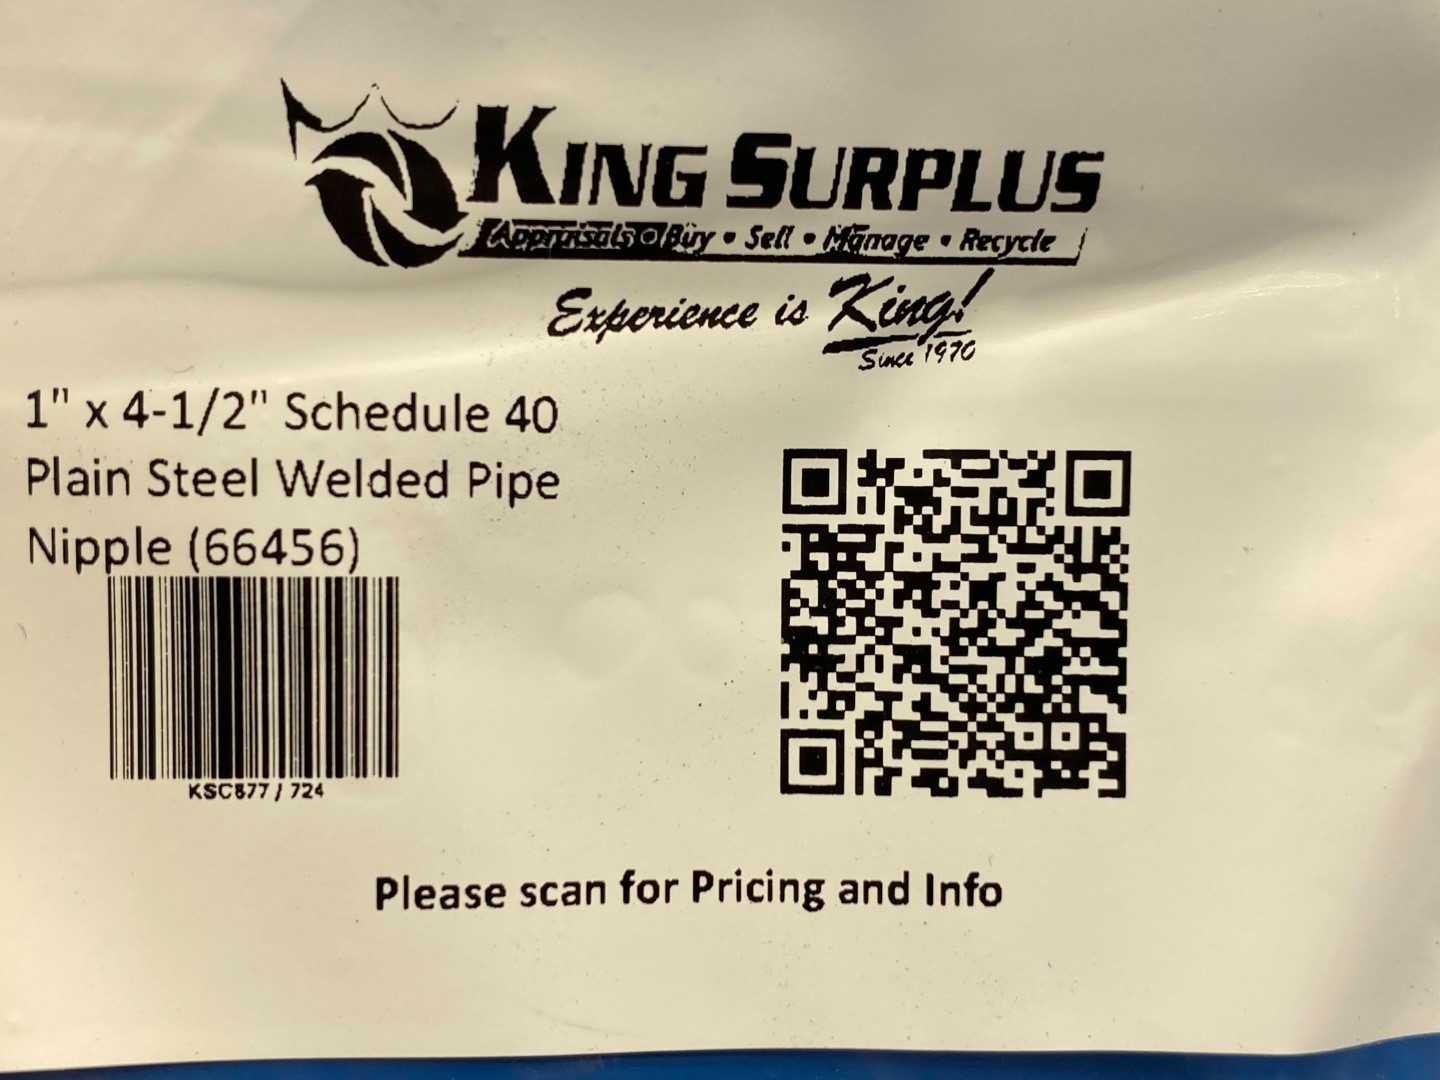 KING SURPLUS
Appraisals • Buy • Sell • Manage • Recycle
Experience is King!
Since 1970
1" x 4-1/2" Schedule 40
Plain Steel Welded Pipe
Nipple (66456)
KSC877 / 724
Please scan for Pricing and Info